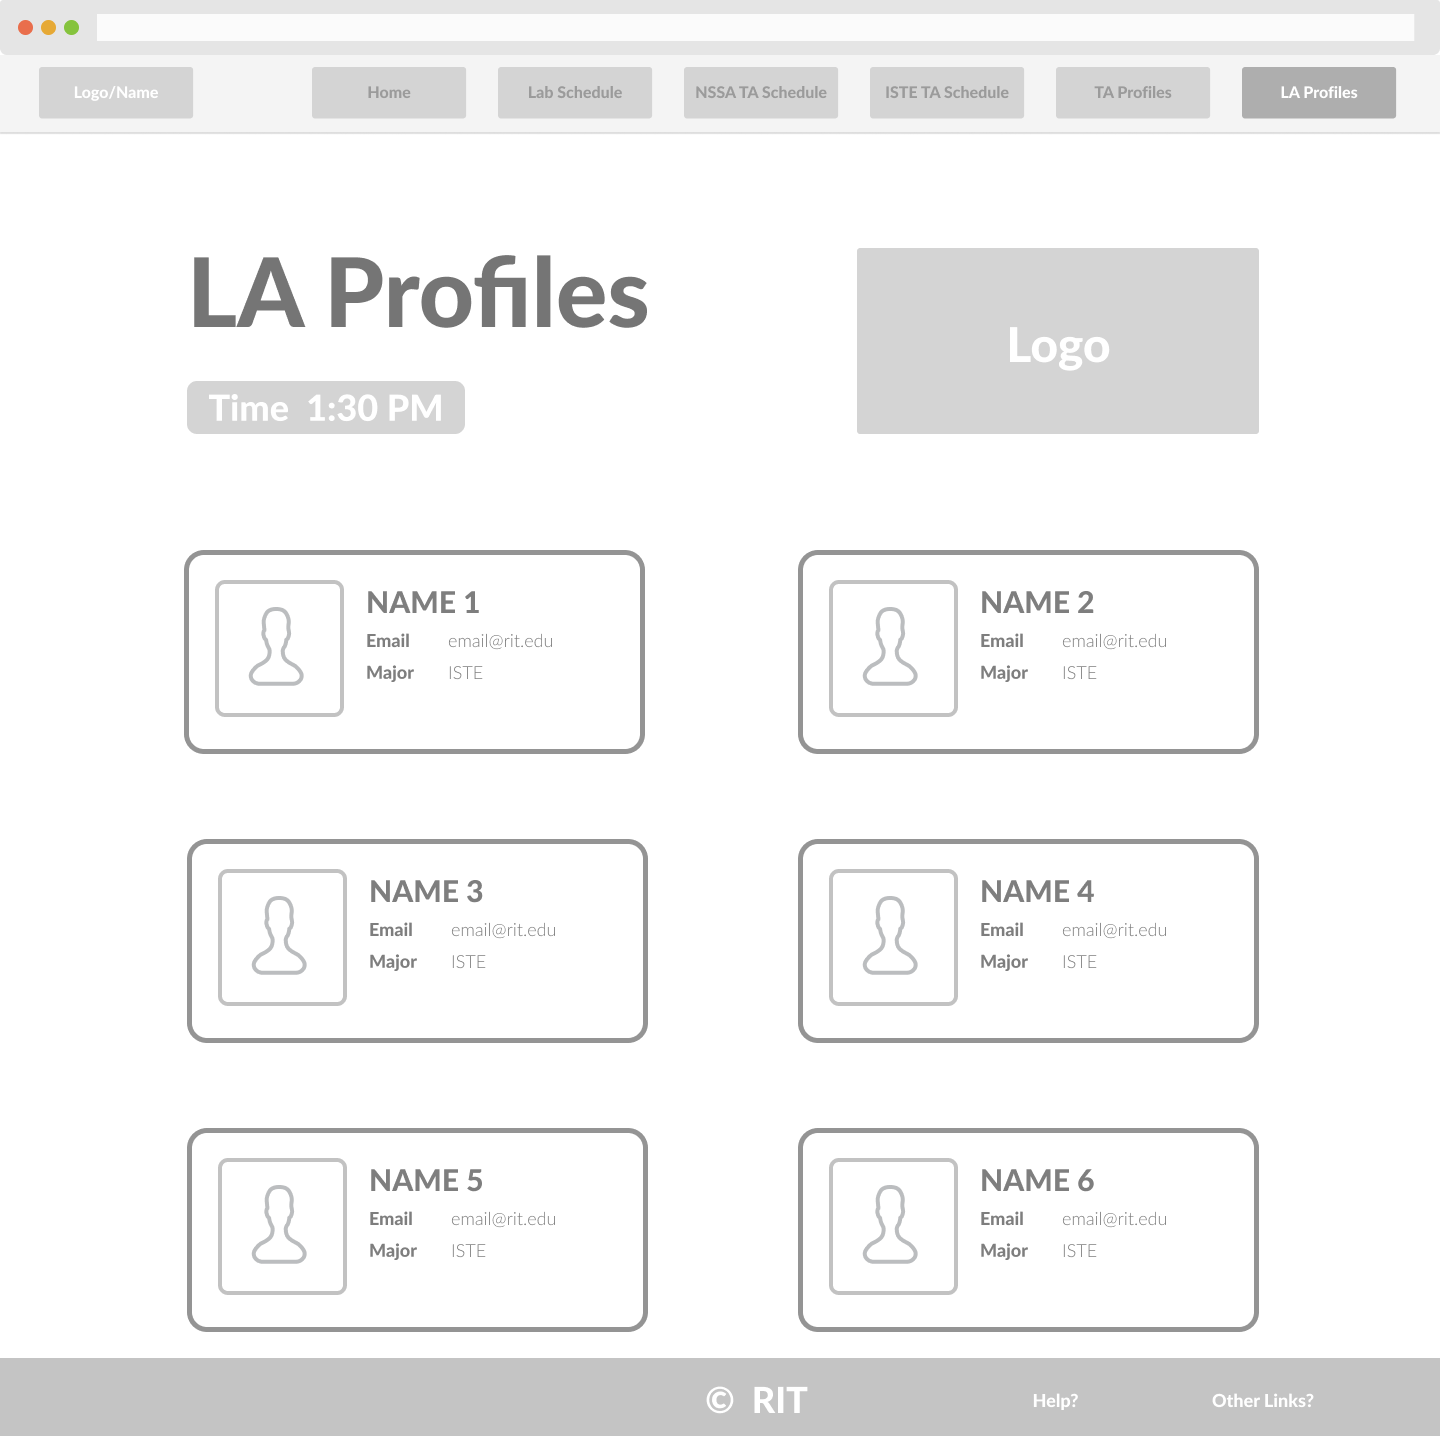 Logo/Name Home Lab Schedule NSSA TA Schedule ISTE TA Schedule TA Profiles LA Profiles
LA Profiles
Logo
Time 1:30 PM
NAME 1
Email email@rit.edu
Major ISTE
NAME 2
Email email@rit.edu
Major ISTE
NAME 3
Email email@rit.edu
Major ISTE
NAME 4
Email email@rit.edu
Major ISTE
NAME 5
Email email@rit.edu
Major ISTE
NAME 6
Email email@rit.edu
Major ISTE
© RIT Help? Other Links?